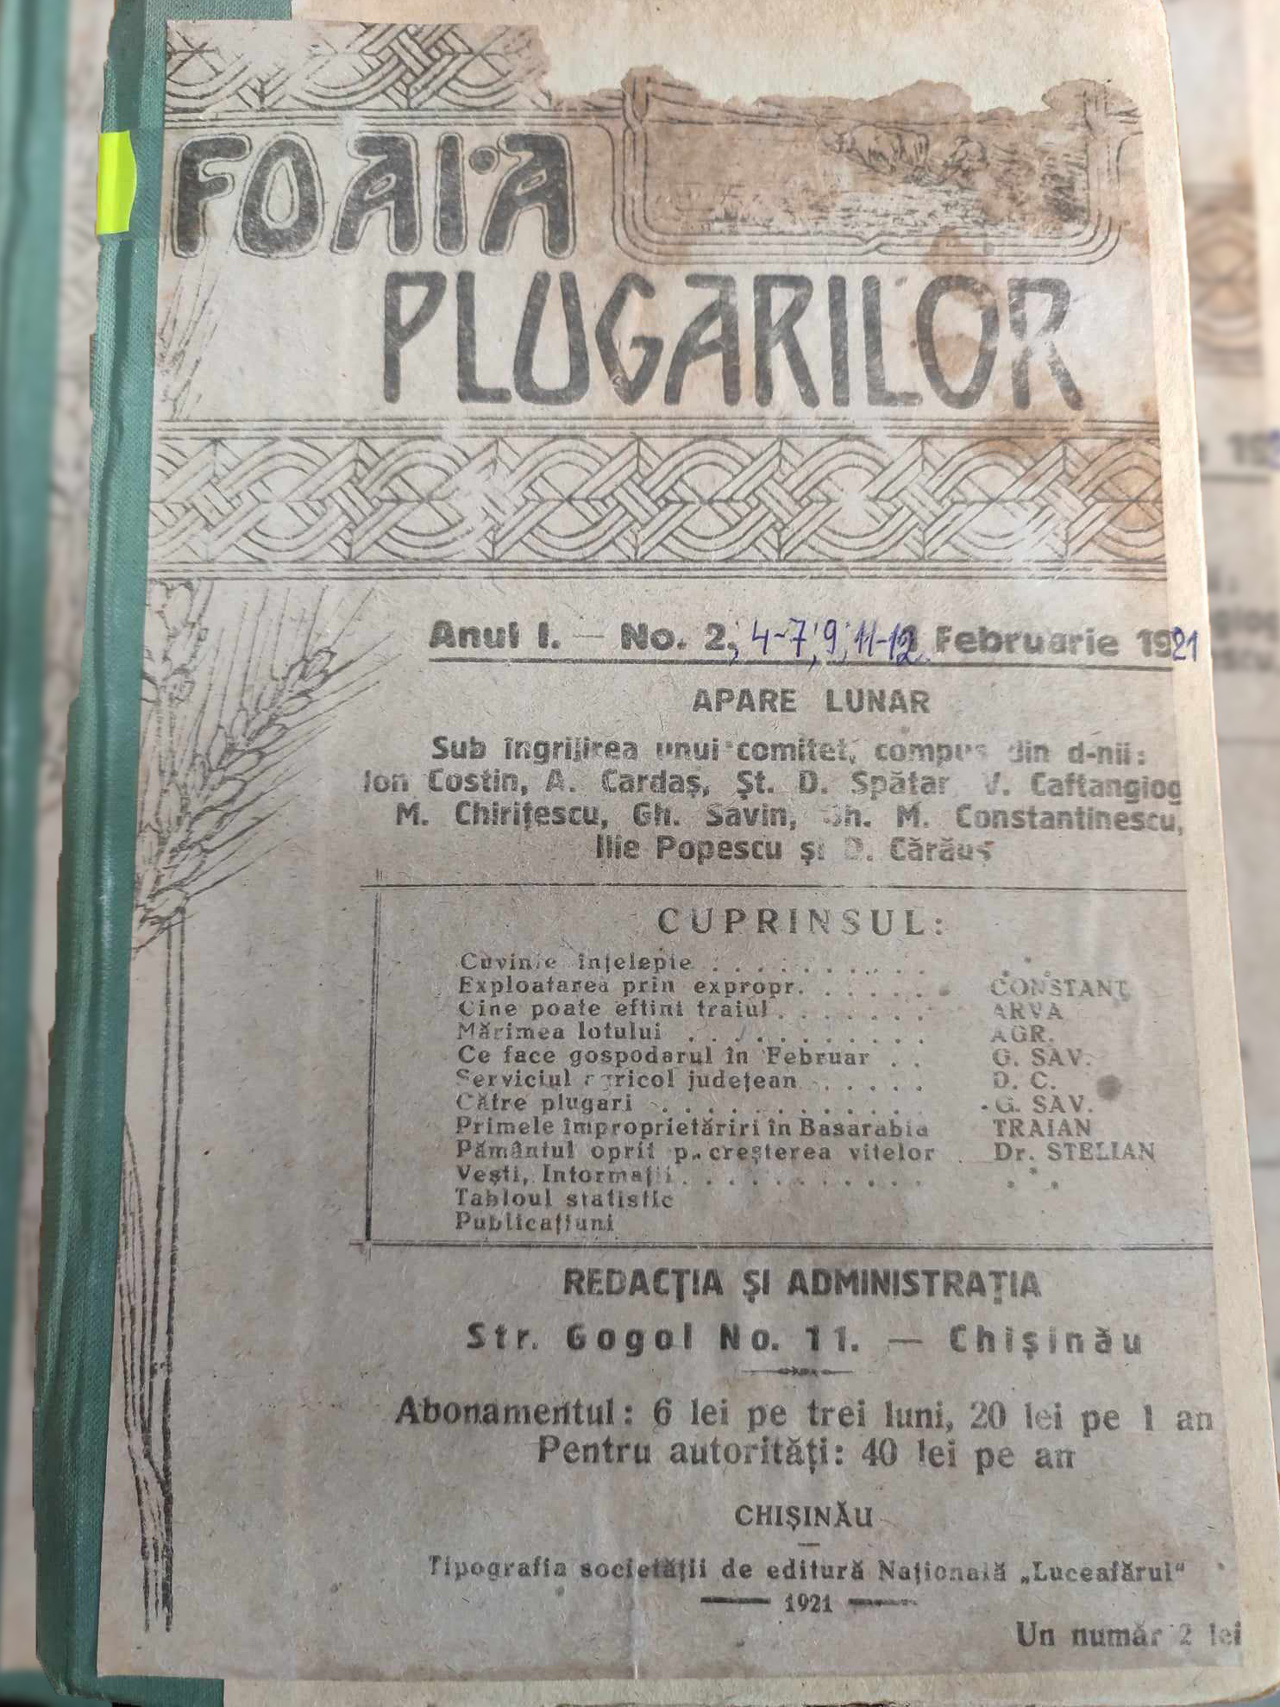 FOAIA
PLUGARILOR
Anul I. — No. 2, 4-7, 9, 11-12 Februarie 1921
APARE LUNAR
Sub îngrijirea unui comitet, compus din d-nii:
Ion Costin, A. Cardaş, Şt. D. Spătar V. Caftangiog
M. Chiriţescu, Gh. Savin, Gh. M. Constantinescu,
Ilie Popescu şi D. Cărăuş
CUPRINSUL:
Cuvinte înţelepte . . . . . . . . . .
Exploatarea prin expropr. . . . . . . CONSTANT
Cine poate eftini traiul . . . . . . . ARVA
Mărimea lotului . . . . . . . . . . AGR.
Ce face gospodarul în Februar . . G. SAV.
Serviciul agricol judeţean . . . . . D. C.
Către plugari . . . . . . . . . . . G. SAV.
Primele împroprietăriri în Basarabia TRAIAN
Pământul oprit p. creşterea vitelor . Dr. STELIAN
Veşti, Informaţii . . . . . . . . . . .
Tabloul statistic
Publicaţiuni
REDACŢIA ŞI ADMINISTRAŢIA
Str. Gogol No. 11. — Chişinău
Abonamentul: 6 lei pe trei luni, 20 lei pe 1 an
Pentru autorităţi: 40 lei pe an
CHIŞINĂU
Tipografia societăţii de editură Naţională „Luceafărul“
1921
Un număr 2 lei